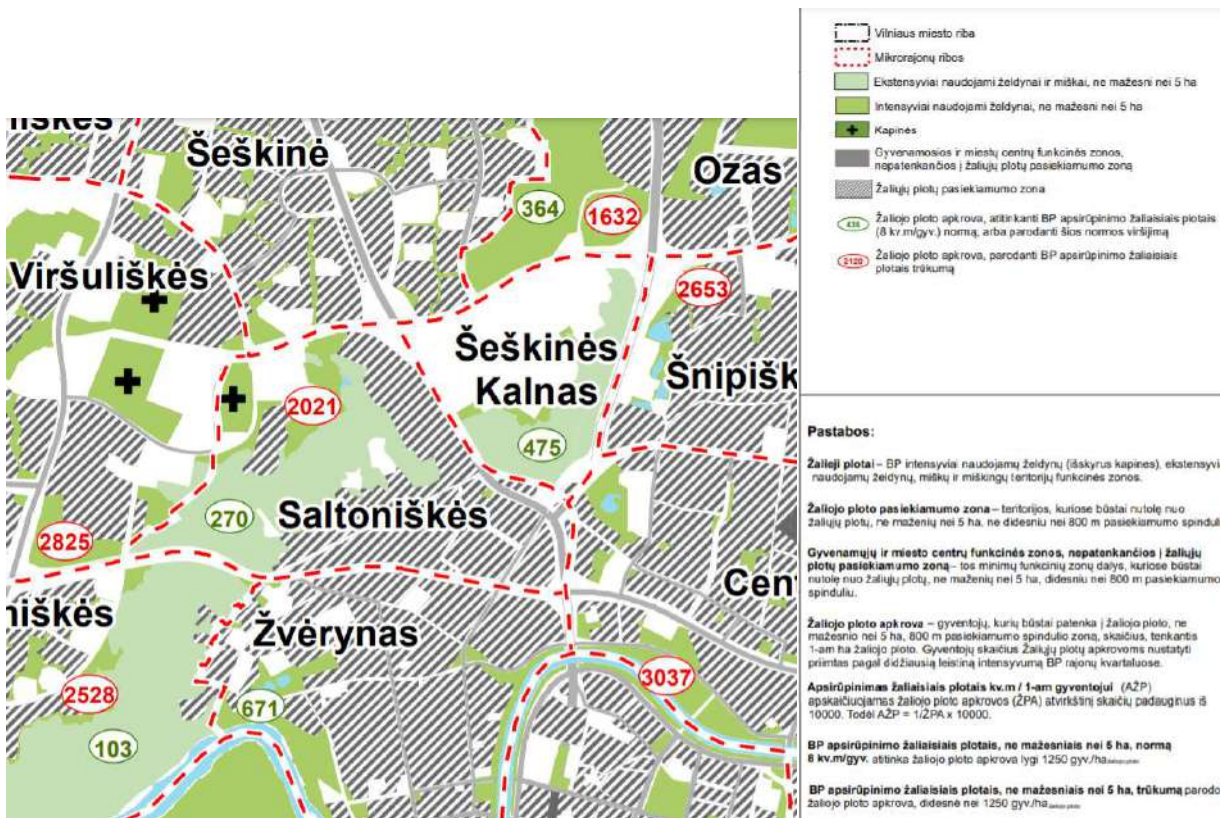 iškės
Šeškinė
Ozas
364
1632
Viršuliškės
2653
Šeškinės
Kalnas
Šnipišk
2021
475
270
Saltoniškės
2825
Cen
niškės
Žvėrynas
3037
2528
671
103
Vilniaus miesto riba
Mikrorajonų ribos
Ekstensyviai naudojami želdynai ir miškai, ne mažesni nei 5 ha
Intensyviai naudojami želdynai, ne mažesni nei 5 ha
Kapinės
Gyvenamosios ir miestų centrų funkcinės zonos,
nepatenkančios į žaliųjų plotų pasiekiamumo zoną
Žaliųjų plotų pasiekiamumo zona
Žaliojo ploto apkrova, atitinkanti BP apsirūpinimo žaliaisiais plotais
(8 kv.m/gyv.) normą, arba parodanti šios normos viršijimą
2120
Žaliojo ploto apkrova, parodanti BP apsirūpinimo žaliaisiais
plotais trūkumą
Pastabos:
Žalieji plotai – BP intensyviai naudojamų želdynų (išskyrus kapines), ekstensyvi
naudojamų želdynų, miškų ir miškingų teritorijų funkcinės zonos.
Žaliojo ploto pasiekiamumo zona – teritorijos, kuriose būstai nutolę nuo
žaliųjų plotų, ne maženių nei 5 ha, ne didesniu nei 800 m pasiekiamumo spindul
Gyvenamųjų ir miesto centrų funkcinės zonos, nepatenkančios į žaliųjų
plotų pasiekiamumo zoną – tos minimų funkcinių zonų dalys, kuriose būstai
nutolę nuo žaliųjų plotų, ne maženių nei 5 ha, didesniu nei 800 m pasiekiamumo
spinduliu.
Žaliojo ploto apkrova – gyventojų, kurių būstai patenka į žaliojo ploto, ne
mažesnio nei 5 ha, 800 m pasiekiamumo spindulio zoną, skaičius, tenkantis
1-am ha žaliojo ploto. Gyventojų skaičius Žaliųjų plotų apkrovoms nustatyti
priimtas pagal didžiausią leistiną intensyvumą BP rajonų kvartaluose.
Apsirūpinimas žaliaisiais plotais kv.m / 1-am gyventojui (AŽP)
apskaičiuojamas žaliojo ploto apkrovos (ŽPA) atvirkštinį skaičių padauginus iš
10000. Todėl AŽP = 1/ŽPA x 10000.
BP apsirūpinimo žaliaisiais plotais, ne mažesniais nei 5 ha, normą
8 kv.m/gyv. atitinka žaliojo ploto apkrova lygi 1250 gyv./ha žaliojo ploto
BP apsirūpinimo žaliaisiais plotais, ne mažesniais nei 5 ha, trūkumą parodo
žaliojo ploto apkrova, didesnė nei 1250 gyv./ha žaliojo ploto